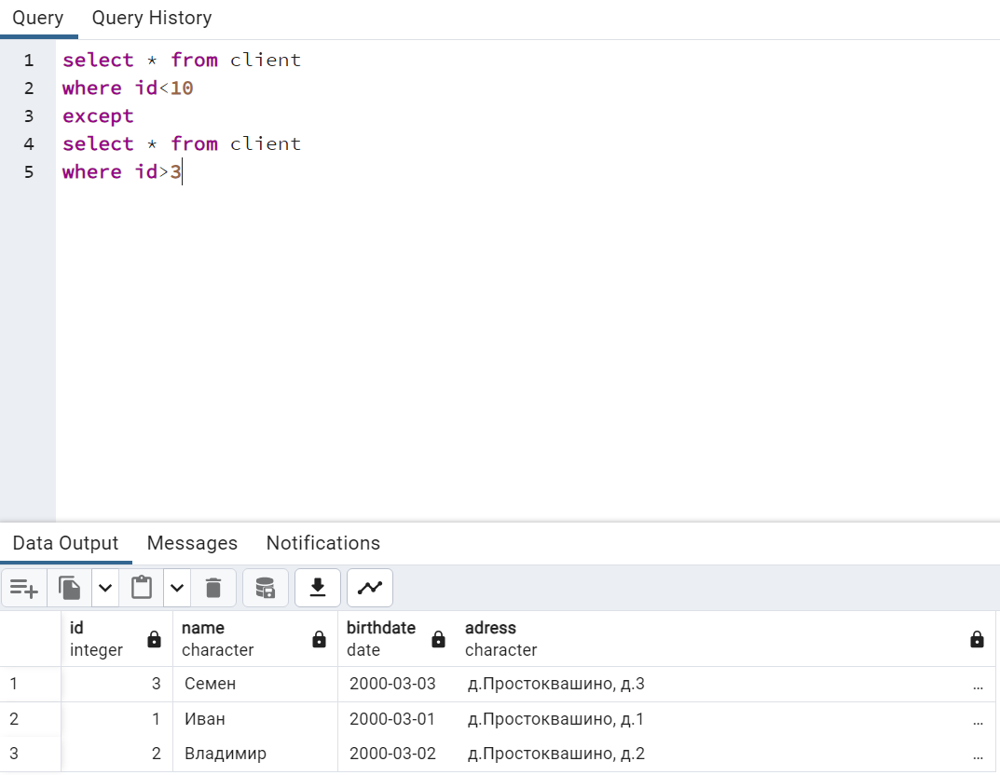 Query Query History
1 select * from client
2 where id<10
3 except
4 select * from client
5 where id>3
Data Output Messages Notifications
id name birthdate adress
integer character date character
1 3 Семен 2000-03-03 д.Простоквашино, д.3 ...
2 1 Иван 2000-03-01 д.Простоквашино, д.1 ...
3 2 Владимир 2000-03-02 д.Простоквашино, д.2 ...